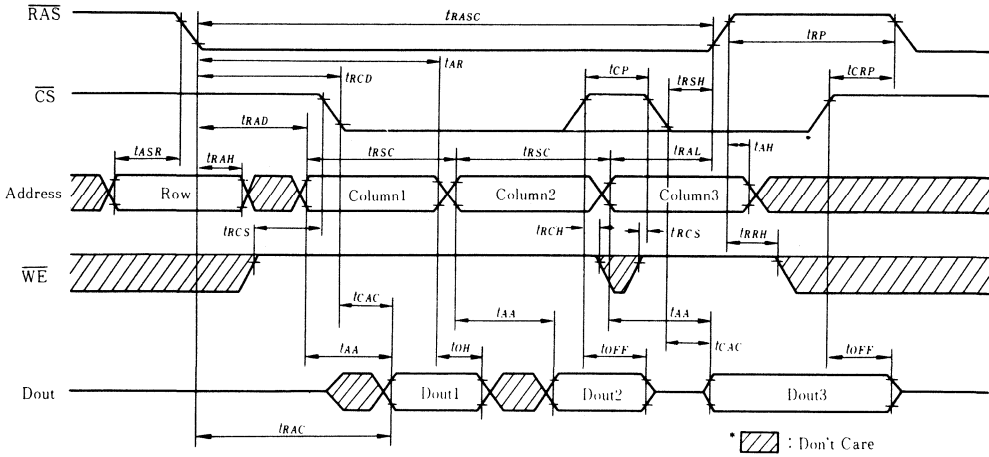 RAS
tRASC
tRP
tAR
tRCD
tCP
tCRP
tRSH
CS
tRAD
tASR
tRAH
tRSC
tRSC
tRAL
tAH
Address
Row
Column1
Column2
Column3
tRCS
tRCH
tRCS
tRRH
WE
tCAC
tAA
tAA
tAA
tOH
tOFF
tCAC
tOFF
Dout
Dout1
Dout2
Dout3
tRAC
* : Don't Care